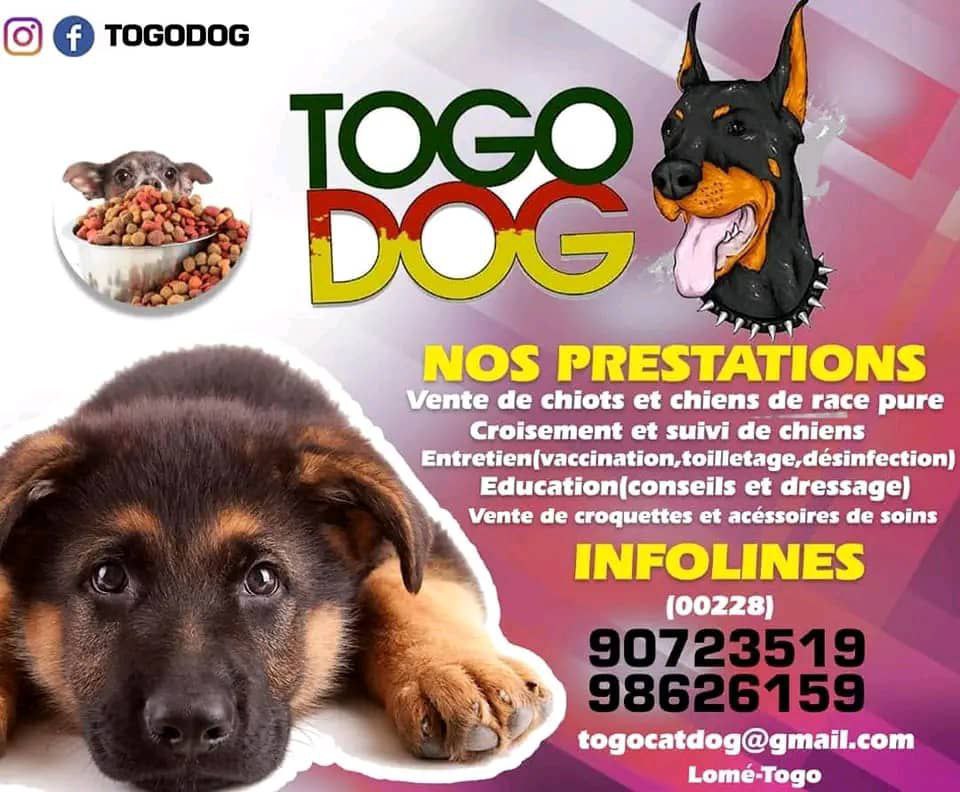 TOGODOG
TOGO
DOG
NOS PRESTATIONS
Vente de chiots et chiens de race pure
Croisement et suivi de chiens
Entretien(vaccination,toilletage,désinfection)
Education(conseils et dressage)
Vente de croquettes et acéssoires de soins
INFOLINES
(00228)
90723519
98626159
togocatdog@gmail.com
Lomé-Togo